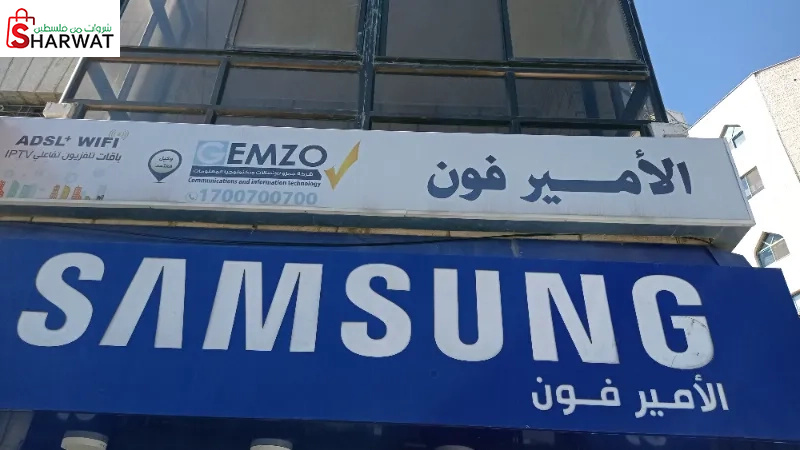 شروات من فلسطين
SHARWAT
ADSL+ WIFI
باقات تلفزيون تفاعلي IPTV
وكيل
GEMZO
Communications and information technology
1700700700
الأمير فون
SAMSUNG
الأمير فون